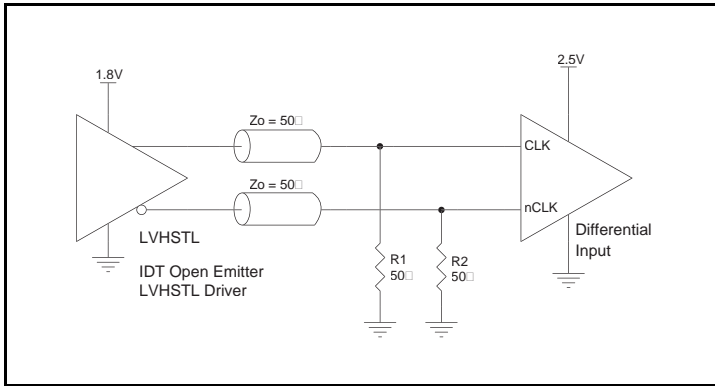 1.8V
2.5V
Zo = 50□
CLK
Zo = 50□
nCLK
LVHSTL
Differential
Input
IDT Open Emitter
LVHSTL Driver
R1
50□
R2
50□